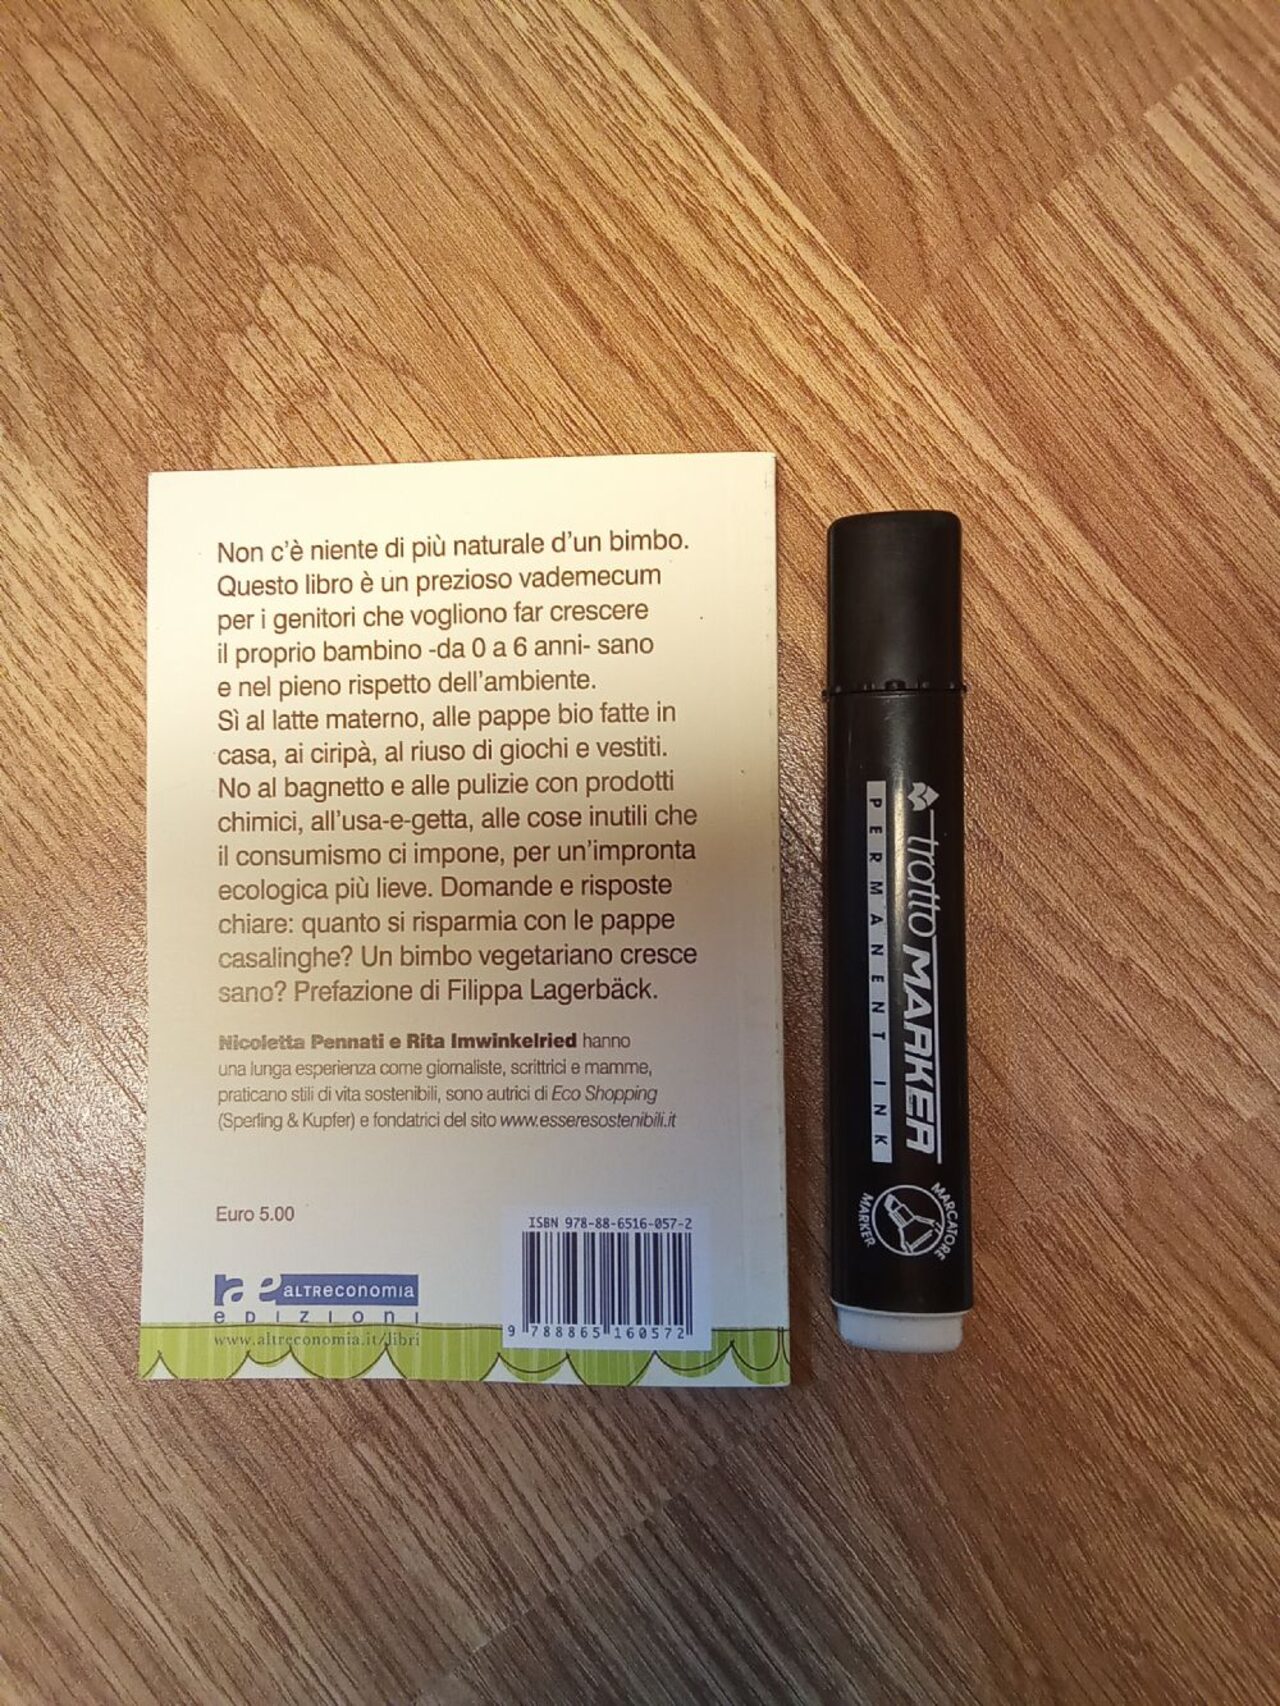 Non c'è niente di più naturale d'un bimbo.
Questo libro è un prezioso vademecum
per i genitori che vogliono far crescere
il proprio bambino -da 0 a 6 anni- sano
e nel pieno rispetto dell'ambiente.
Sì al latte materno, alle pappe bio fatte in
casa, ai ciripà, al riuso di giochi e vestiti.
No al bagnetto e alle pulizie con prodotti
chimici, all'usa-e-getta, alle cose inutili che
il consumismo ci impone, per un'impronta
ecologica più lieve. Domande e risposte
chiare: quanto si risparmia con le pappe
casalinghe? Un bimbo vegetariano cresce
sano? Prefazione di Filippa Lagerbäck.
Nicoletta Pennati e Rita Imwinkelried hanno
una lunga esperienza come giornaliste, scrittrici e mamme,
praticano stili di vita sostenibili, sono autrici di Eco Shopping
(Sperling & Kupfer) e fondatrici del sito www.esseresostenibili.it
Euro 5.00
ISBN 978-88-6516-057-2
9 788865 160572
ae ALTReconomia
eDIZIONI
www.altreconomia.it/libri
tratto MARKER
PERMANENT INK
MARCATORE
MARKER